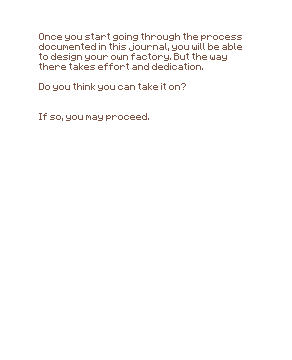 Once you start going through the process
documented in this journal, you will be able
to design your own factory. But the way
there takes effort and dedication.
Do you think you can take it on?
If so, you may proceed.